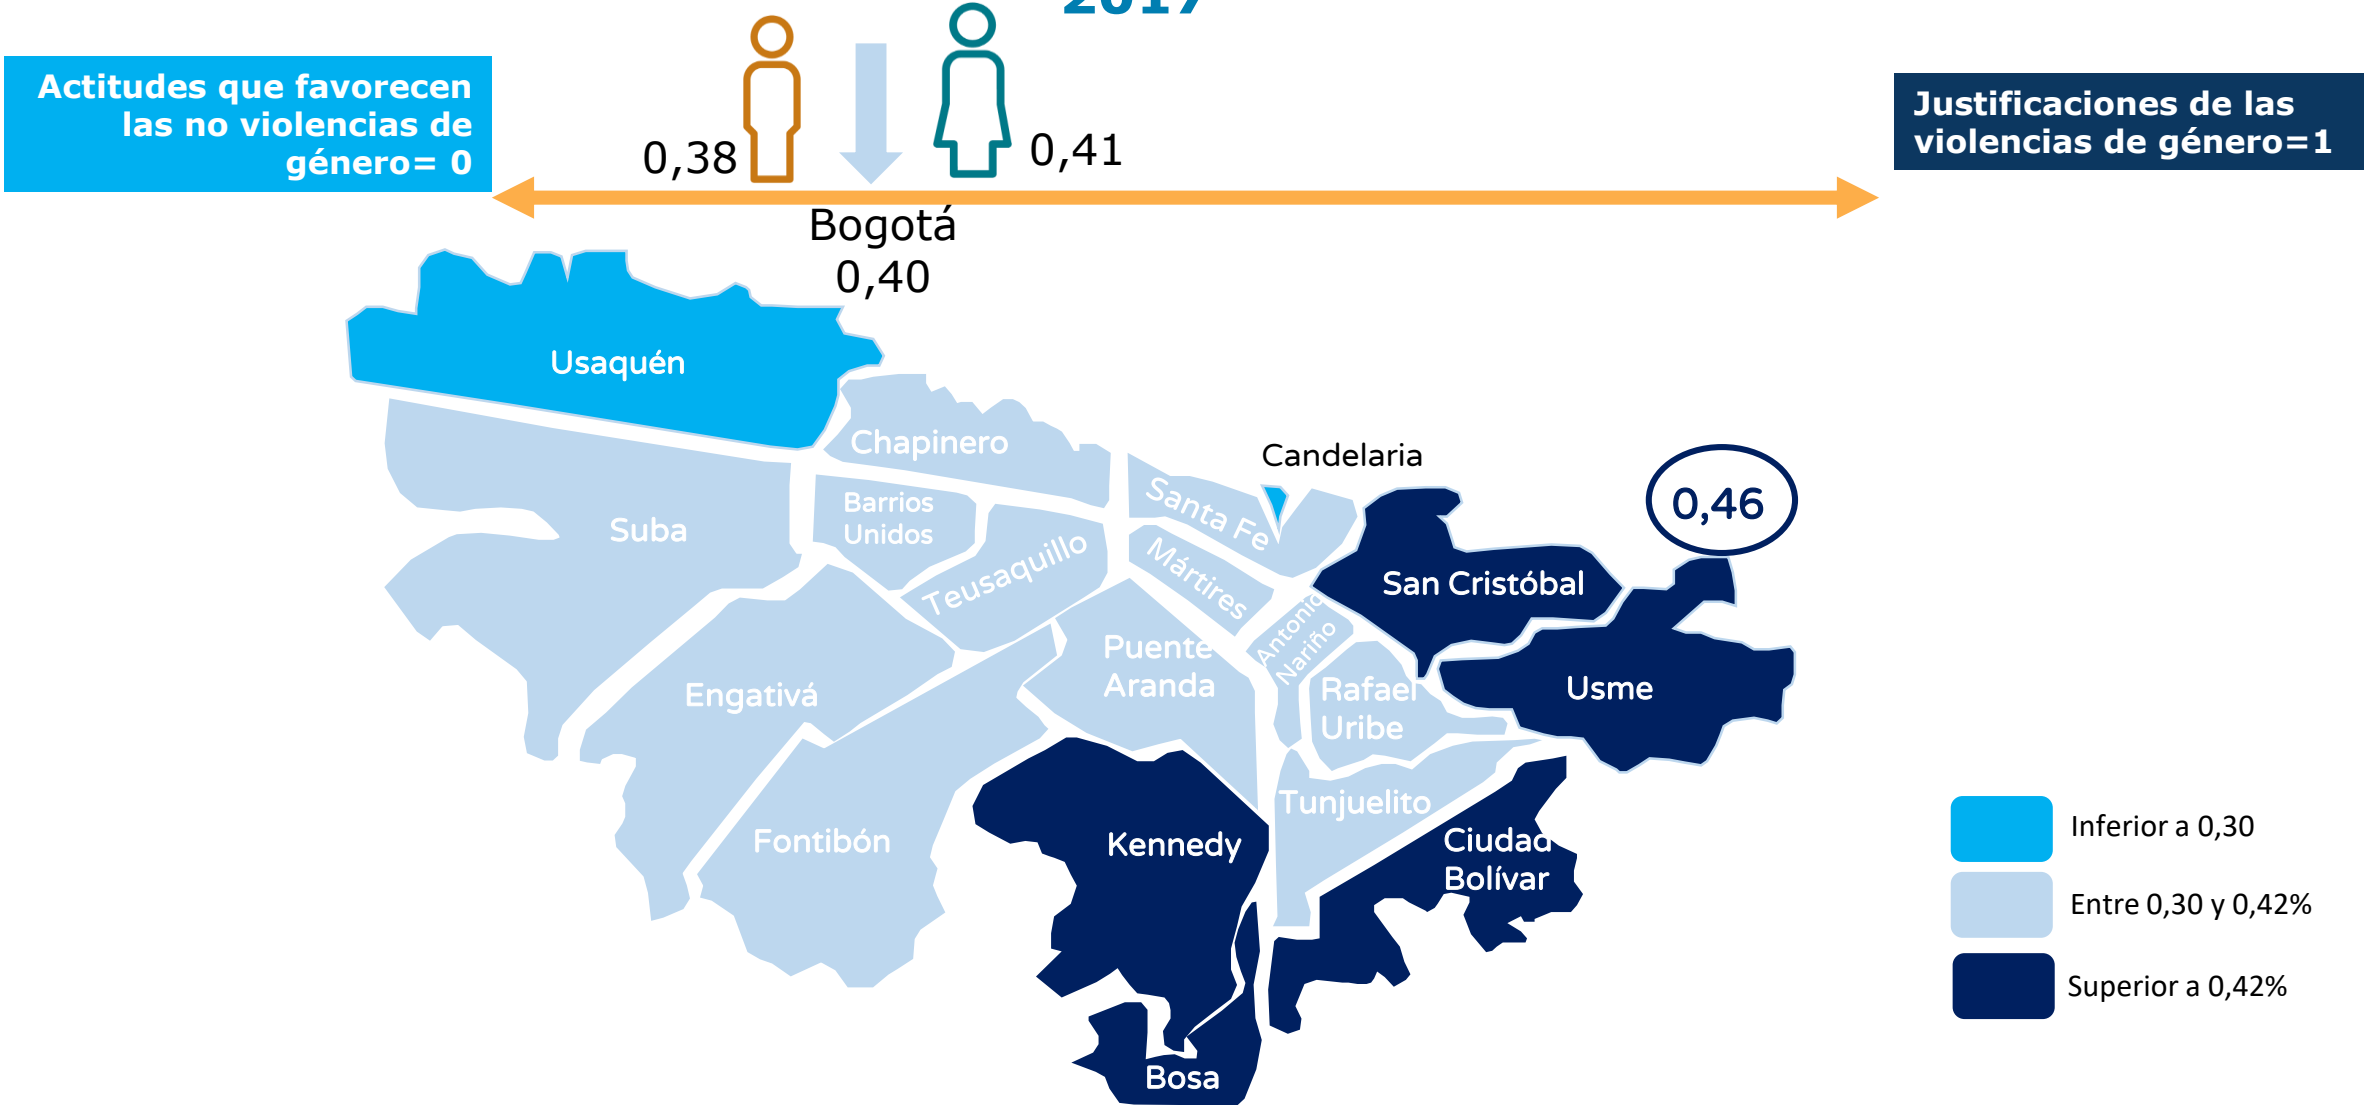 2017
Actitudes que favorecen
las no violencias de
género= 0
0,38
0,41
Justificaciones de las
violencias de género=1
Bogotá
0,40
Usaquén
Chapinero
Candelaria
Santa Fe
0,46
Barrios
Unidos
Suba
Teusaquillo
Mártires
San Cristóbal
Antonio
Nariño
Puente
Aranda
Engativá
Rafael
Uribe
Usme
Tunjuelito
Fontibón
Kennedy
Ciudad
Bolívar
Bosa
Inferior a 0,30
Entre 0,30 y 0,42%
Superior a 0,42%